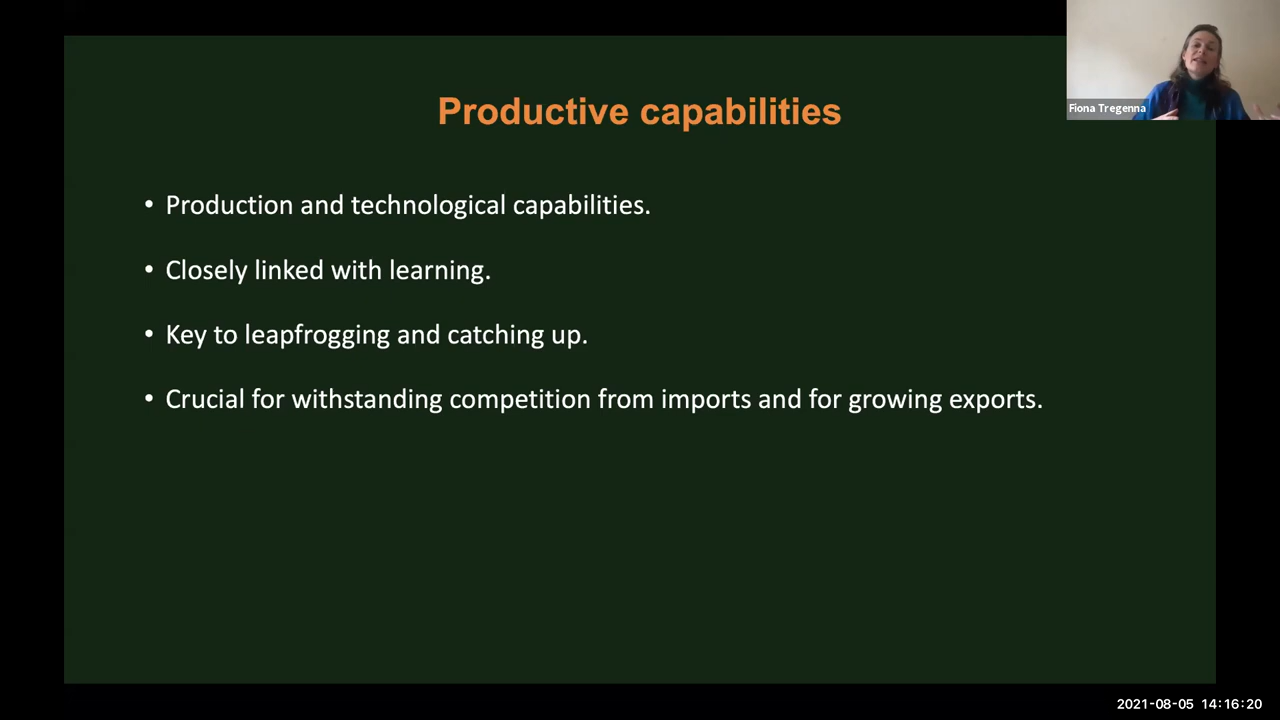 Productive capabilities
Fiona Tregenna
• Production and technological capabilities.
• Closely linked with learning.
• Key to leapfrogging and catching up.
• Crucial for withstanding competition from imports and for growing exports.
2021-08-05 14:16:20